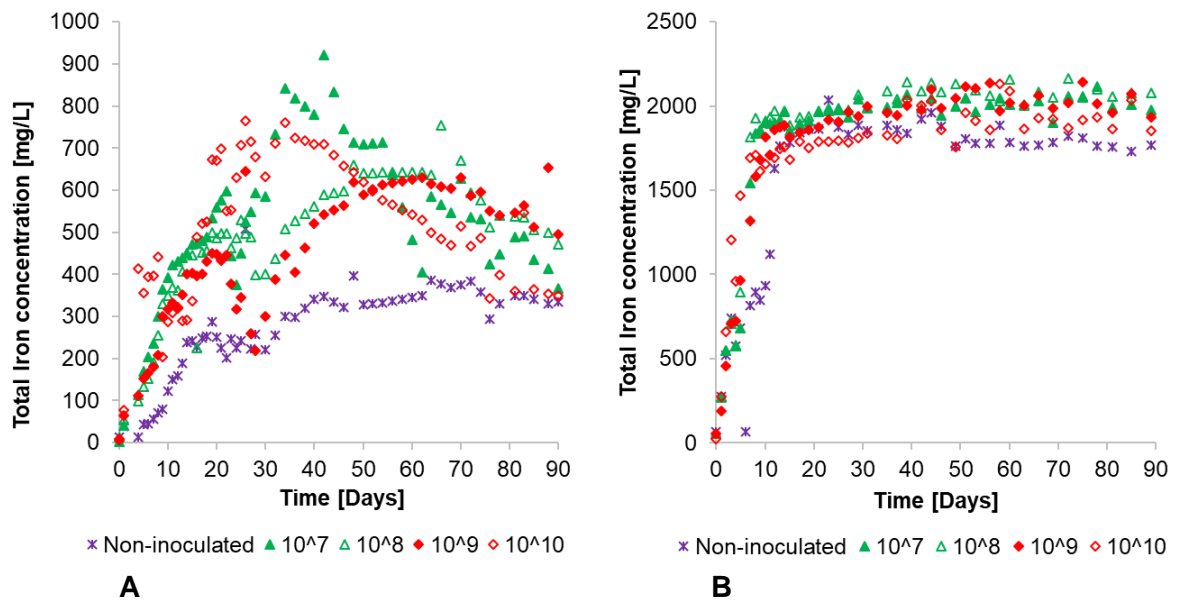 Total Iron concentration [mg/L]
1000
900
800
700
600
500
400
300
200
100
0
0 10 20 30 40 50 60 70 80 90
Time [Days]
Non-inoculated 10^7 10^8 10^9 10^10
A
Total Iron concentration [mg/L]
2500
2000
1500
1000
500
0
0 10 20 30 40 50 60 70 80 90
Time [Days]
Non-inoculated 10^7 10^8 10^9 10^10
B